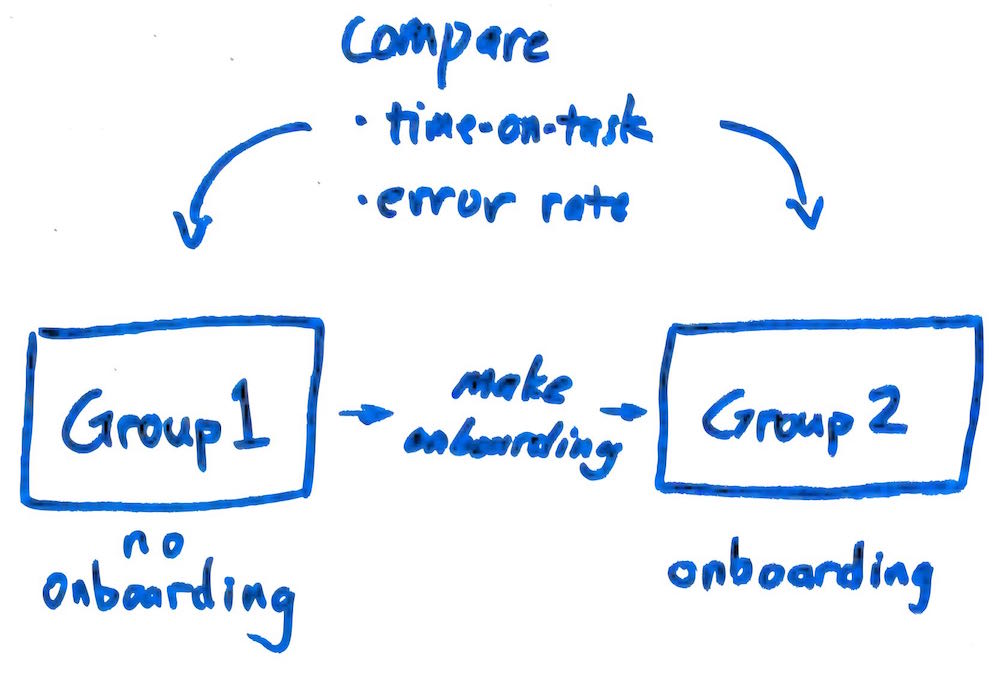 Compare
· time-on-task
· error rate
Group 1
make
onboarding
Group 2
no
onboarding
onboarding